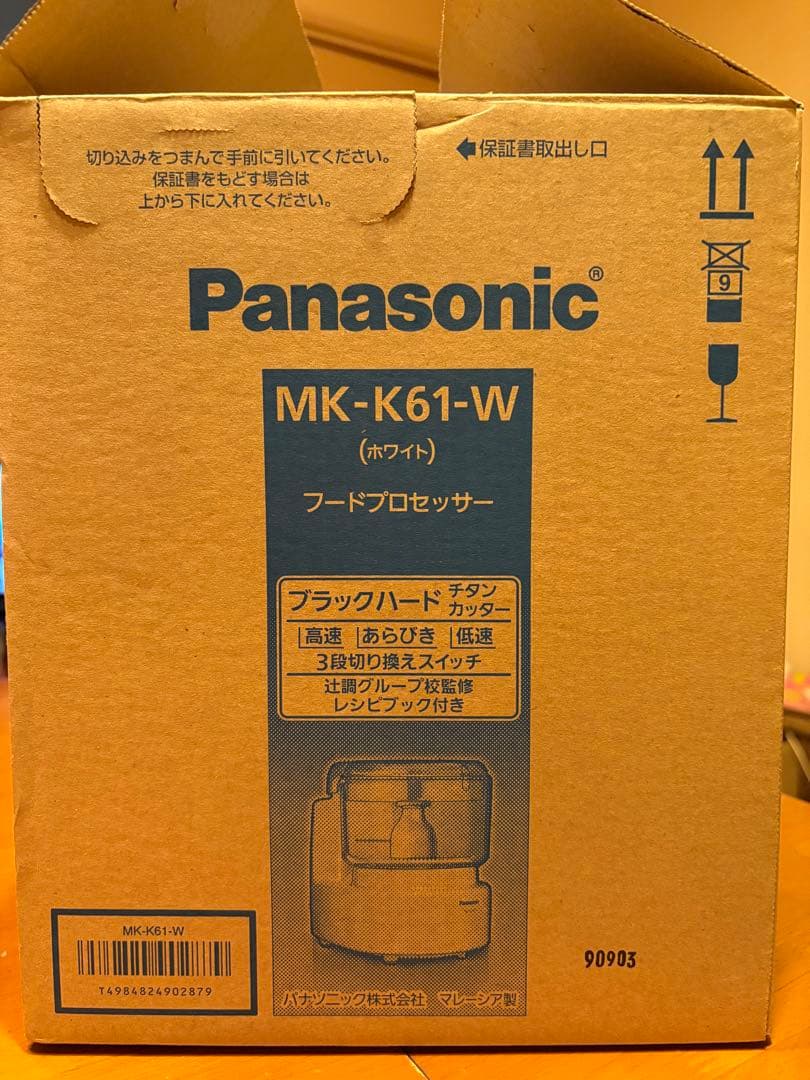 切り込みをつまんで手前に引いてください。
保証書をもどす場合は
上から下に入れてください。
保証書取出し口
9
Panasonic®
MK-K61-W
(ホワイト)
フードプロセッサー
ブラックハード チタン
カッター
高速 あらびき 低速
3段切り換えスイッチ
辻調グループ校監修
レシピブック付き
Panasonic
MK-K61-W
T4984824902879
90903
パナソニック株式会社 マレーシア製